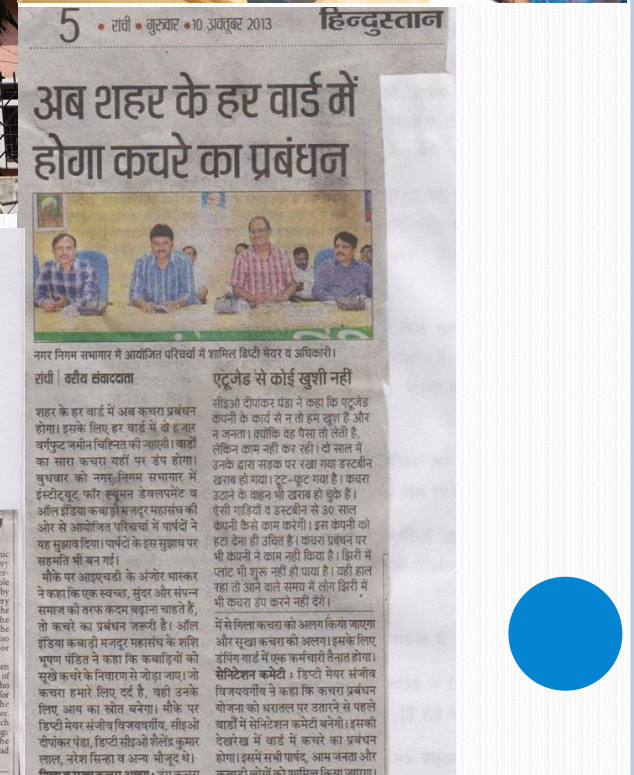 5 • रांची • गुरुवार • 10 अक्तूबर 2013 हिन्दुस्तान
अब शहर के हर वार्ड में
होगा कचरे का प्रबंधन
नगर निगम सभागार में आयोजित परिचर्चा में शामिल डिप्टी मेयर व अधिकारी।
रांची | वरीय संवाददाता
शहर के हर वार्ड में अब कचरा प्रबंधन
होगा। इसके लिए हर वार्ड में दो हजार
वर्गफुट जमीन चिह्नित की जाएगी। वार्डों
का सारा कचरा यहीं पर डंप होगा।
बुधवार को नगर निगम सभागार में
इंस्टीट्यूट फॉर ह्यूमन डेवलपमेंट व
ऑल इंडिया कबाड़ी मजदूर महासंघ की
ओर से आयोजित परिचर्चा में पार्षदों ने
यह सुझाव दिया। पार्षदों के इस सुझाव पर
सहमति भी बन गई।
मौके पर आइएचडी के अंजोर भास्कर
ने कहा कि एक स्वच्छ, सुंदर और संपन्न
समाज की तरफ कदम बढ़ाना चाहते हैं,
तो कचरे का प्रबंधन जरूरी है। ऑल
इंडिया कबाड़ी मजदूर महासंघ के शशि
भूषण पंडित ने कहा कि कबाड़ियों को
सूखे कचरे के निवारण से जोड़ा जाए। जो
कचरा हमारे लिए दर्द है, वही उनके
लिए आय का स्रोत बनेगा। मौके पर
डिप्टी मेयर संजीव विजयवर्गीय, सीइओ
दीपांकर पंडा, डिप्टी सीइओ शैलेंद्र कुमार
लाल, नरेश सिन्हा व अन्य मौजूद थे।
एटूजेड से कोई खुशी नहीं
सीइओ दीपांकर पंडा ने कहा कि एटूजेड
कंपनी के कार्य से न तो हम खुश हैं और
न जनता। क्योंकि वह पैसा तो लेती है,
लेकिन काम नहीं कर रही। दो साल में
उनके द्वारा सड़क पर रखा गया डस्टबीन
खराब हो गया। टूट-फूट गया है। कचरा
उठाने के वाहन भी खराब हो चुके हैं।
ऐसी गाड़ियों व डस्टबीन से 30 साल
कंपनी कैसे काम करेगी। इस कंपनी को
हटा देना ही उचित है। कचरा प्रबंधन पर
भी कंपनी ने काम नहीं किया है। झिरी में
प्लांट भी शुरू नहीं हो पाया है। यही हाल
रहा तो आने वाले समय में लोग झिरी में
भी कचरा डंप करने नहीं देंगे।
में से गिला कचरा को अलग किया जाएगा
और सूखा कचरा को अलग। इसके लिए
डंपिंग यार्ड में एक कर्मचारी तैनात होगा।
सेनिटेशन कमेटी : डिप्टी मेयर संजीव
विजयवर्गीय ने कहा कि कचरा प्रबंधन
योजना को धरातल पर उतारने से पहले
वार्डों में सेनिटेशन कमेटी बनेगी। इसकी
देखरेख में वार्ड में कचरे का प्रबंधन
होगा। इसमें सभी पार्षद, आम जनता और
कबाड़ी लोगों को शामिल किया जाएगा।